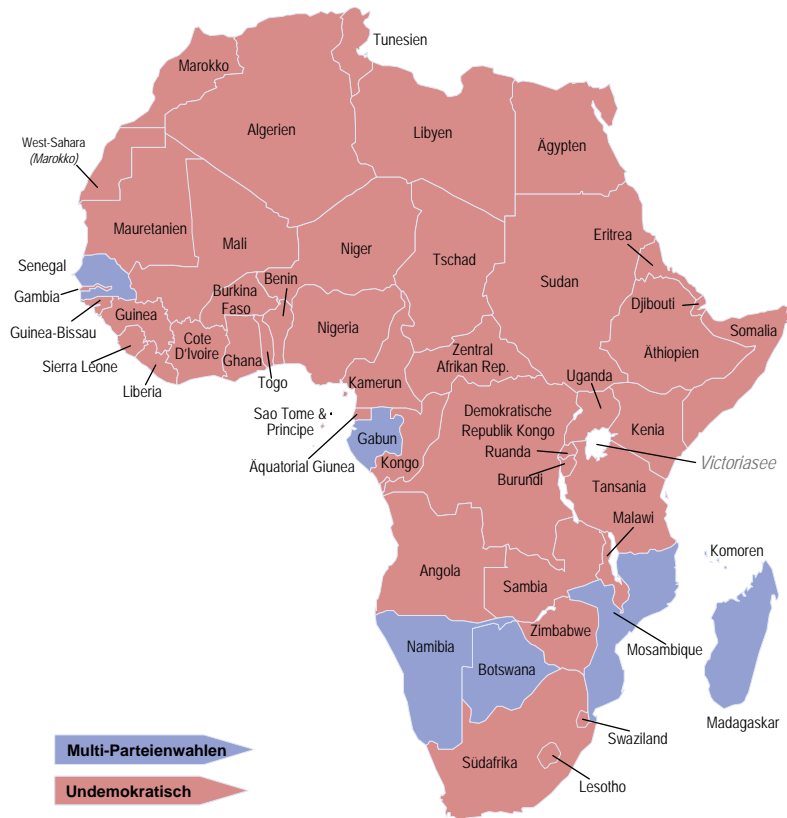 Tunesien
Marokko
Algerien
Libyen
Ägypten
West-Sahara
(Marokko)
Mauretanien
Mali
Niger
Tschad
Sudan
Eritrea
Senegal
Gambia
Guinea-Bissau
Guinea
Sierra Leone
Liberia
Cote
D'Ivoire
Burkina
Faso
Ghana
Togo
Benin
Nigeria
Djibouti
Somalia
Äthiopien
Zentral
Afrikan Rep.
Kamerun
Uganda
Sao Tome &
Principe
Demokratische
Republik Kongo
Kenia
Gabun
Äquatorial Giunea
Kongo
Ruanda
Burundi
Victoriasee
Tansania
Malawi
Komoren
Angola
Sambia
Mosambique
Zimbabwe
Namibia
Botswana
Madagaskar
Swaziland
Südafrika
Lesotho
Multi-Parteienwahlen
Undemokratisch